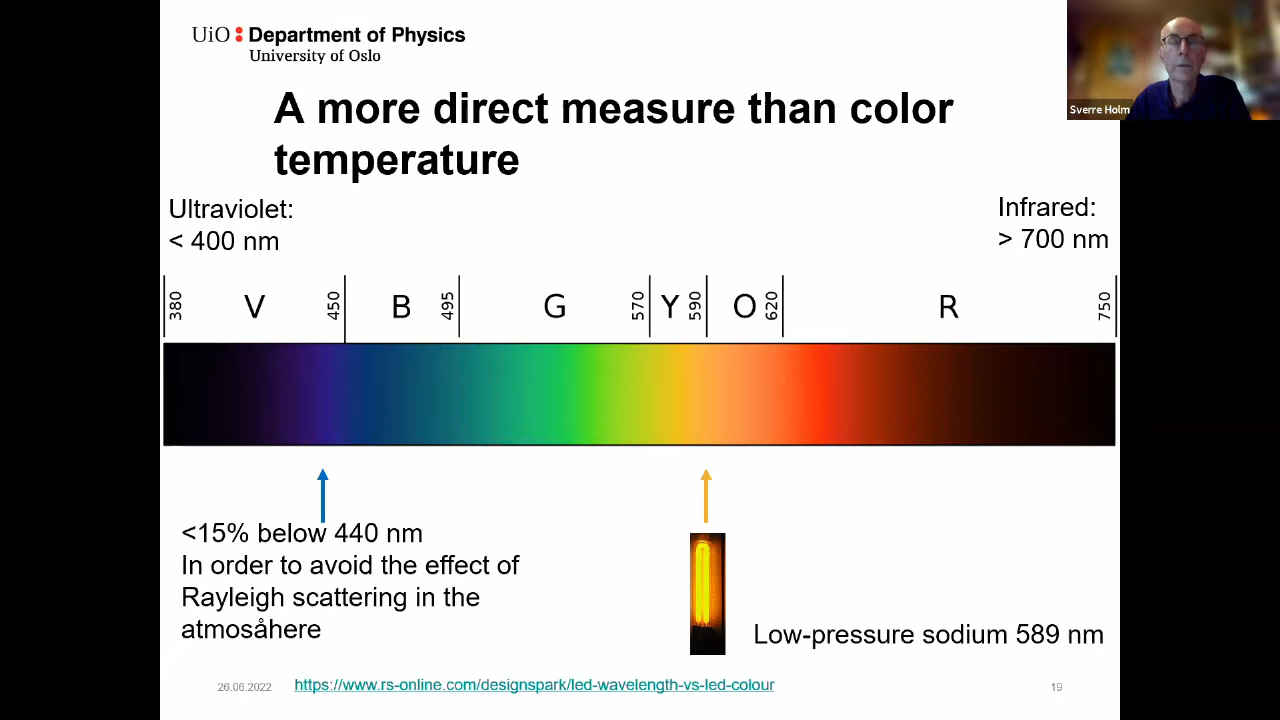 UiO : Department of Physics
University of Oslo
Sverre Holm
A more direct measure than color
temperature
Ultraviolet:
< 400 nm
Infrared:
> 700 nm
380 V 450 B 495 G 570 Y 590 O 620 R 750
<15% below 440 nm
In order to avoid the effect of
Rayleigh scattering in the
atmosåhere
Low-pressure sodium 589 nm
26.06.2022 https://www.rs-online.com/designspark/led-wavelength-vs-led-colour 19